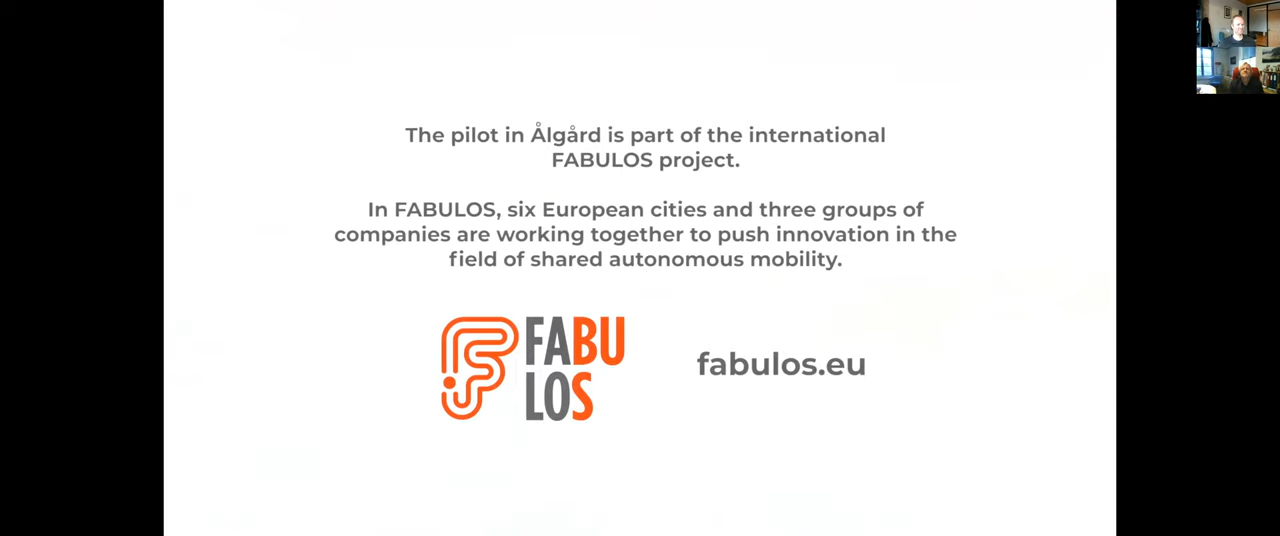 The pilot in Ålgård is part of the international
FABULOS project.
In FABULOS, six European cities and three groups of
companies are working together to push innovation in the
field of shared autonomous mobility.
FABU
LOS
fabulos.eu